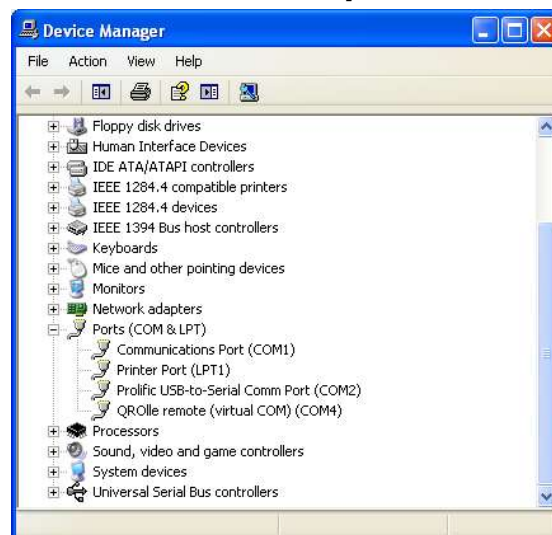 Device Manager
File Action View Help
Floppy disk drives
Human Interface Devices
IDE ATA/ATAPI controllers
IEEE 1284.4 compatible printers
IEEE 1284.4 devices
IEEE 1394 Bus host controllers
Keyboards
Mice and other pointing devices
Monitors
Network adapters
Ports (COM & LPT)
Communications Port (COM1)
Printer Port (LPT1)
Prolific USB-to-Serial Comm Port (COM2)
QROlle remote (virtual COM) (COM4)
Processors
Sound, video and game controllers
System devices
Universal Serial Bus controllers